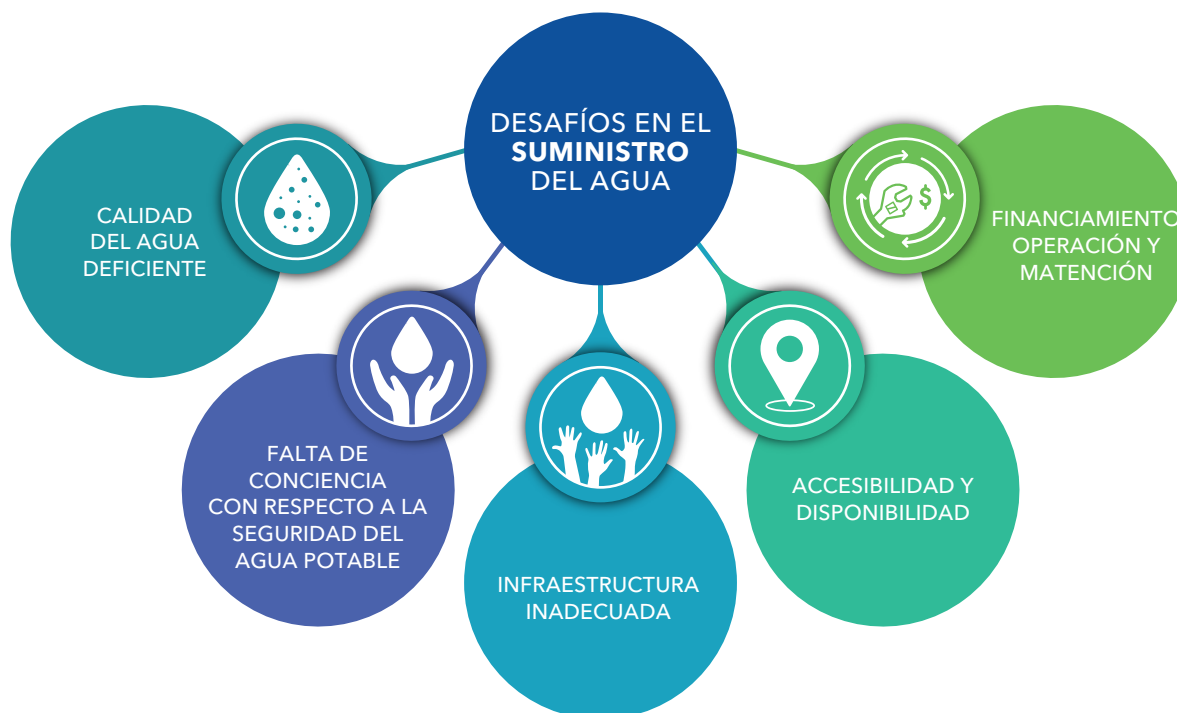 DESAFÍOS EN EL
SUMINISTRO
DEL AGUA
CALIDAD
DEL AGUA
DEFICIENTE
FALTA DE
CONCIENCIA
CON RESPECTO A LA
SEGURIDAD DEL
AGUA POTABLE
INFRAESTRUCTURA
INADECUADA
ACCESIBILIDAD Y
DISPONIBILIDAD
FINANCIAMIENTO
OPERACIÓN Y
MATENCIÓN
$